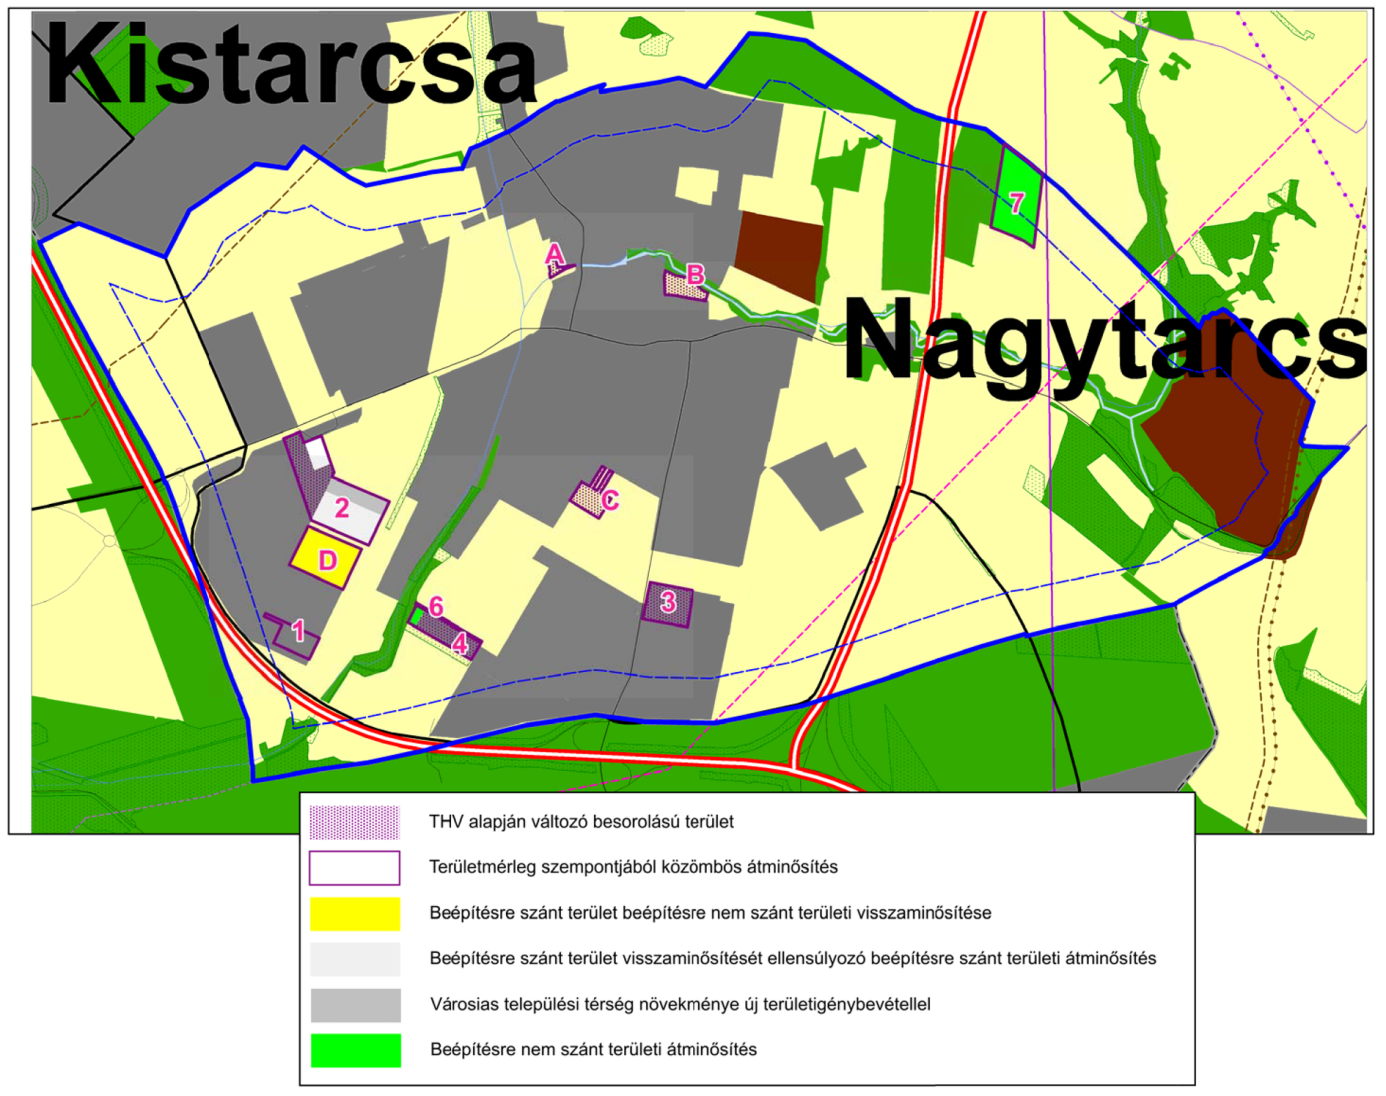 Kistarcsa
7
A
B
Nagytarcs
2
C
D
3
6
1
4
THV alapján változó besorolású terület
Területmérleg szempontjából közömbös átminősítés
Beépítésre szánt terület beépítésre nem szánt területi visszaminősítése
Beépítésre szánt terület visszaminősítését ellensúlyozó beépítésre szánt területi átminősítés
Városias települési térség növekménye új területigénybevétellel
Beépítésre nem szánt területi átminősítés